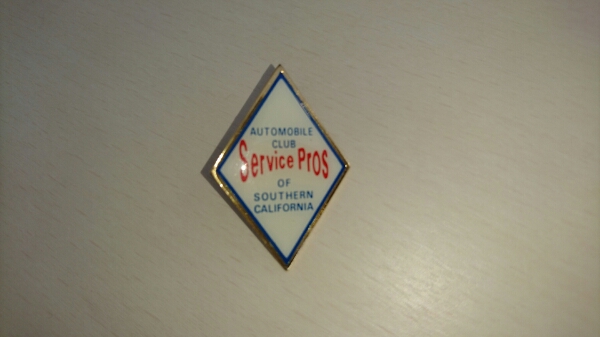 AUTOMOBILE
CLUB
Service Pros
OF
SOUTHERN
CALIFORNIA